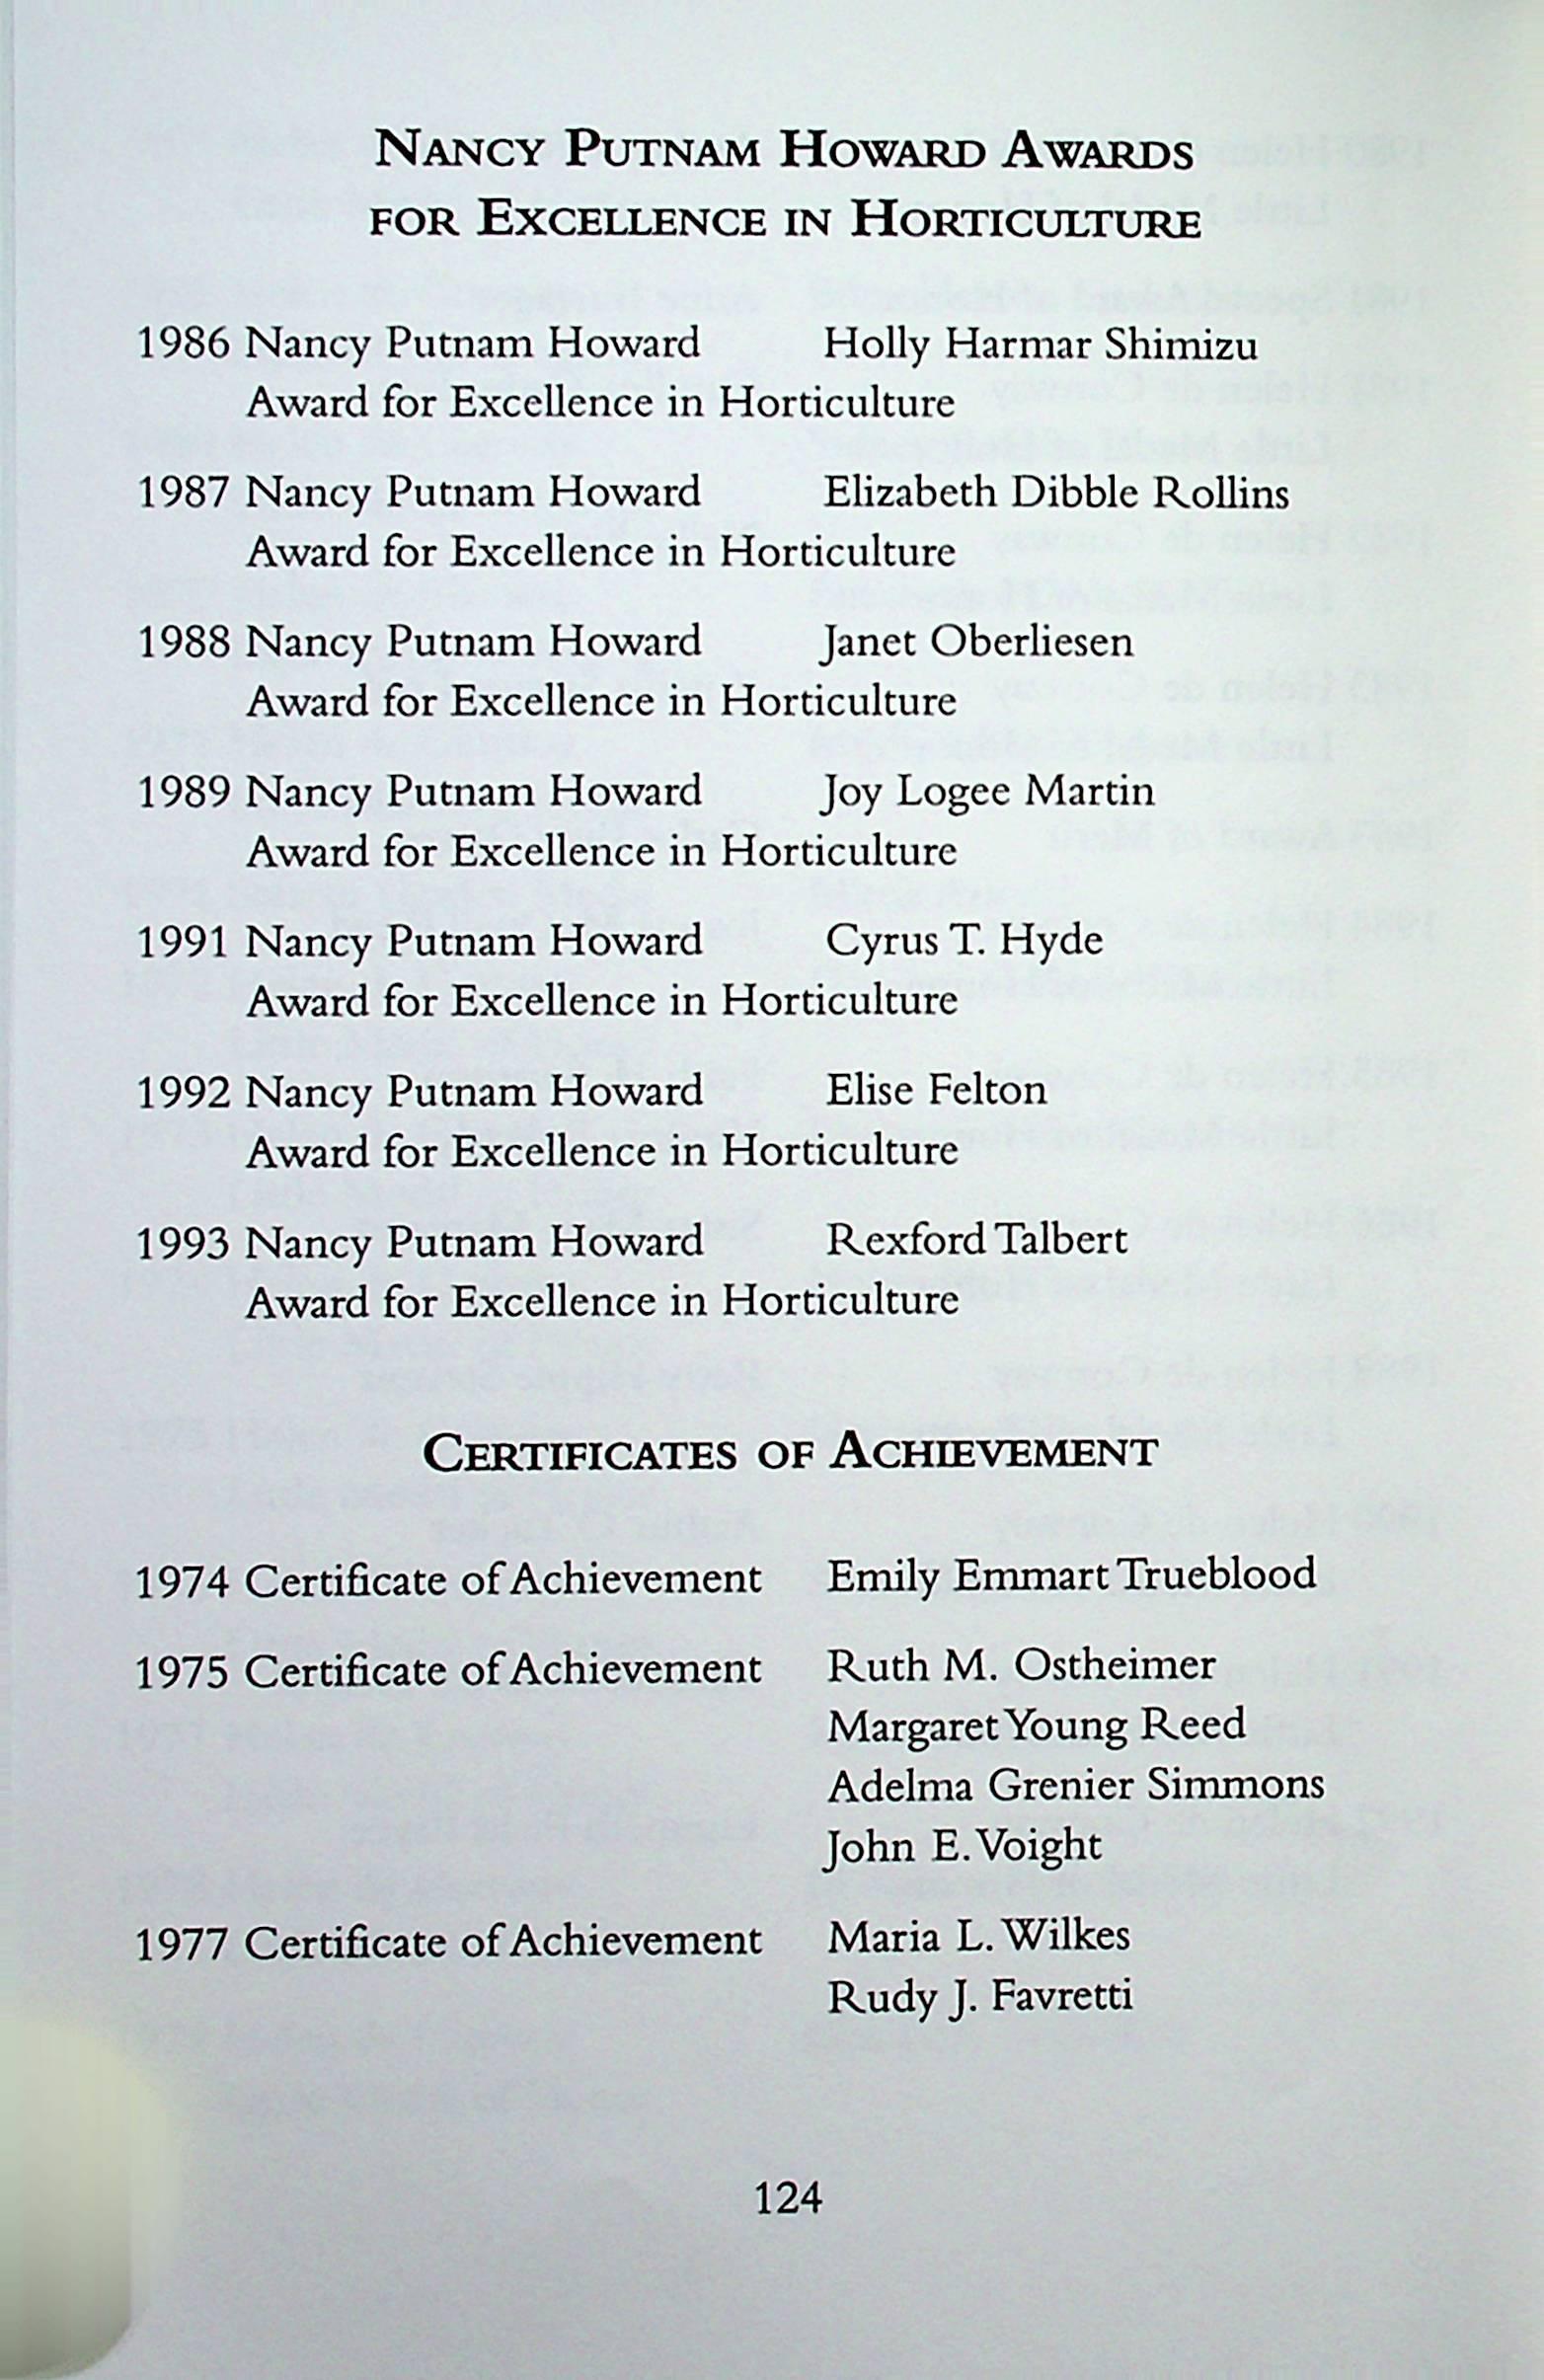 Nancy Putnam Howard Awards
for Excellence in Horticulture
1986 Nancy Putnam Howard Holly Harmar Shimizu
Award for Excellence in Horticulture
1987 Nancy Putnam Howard Elizabeth Dibble Rollins
Award for Excellence in Horticulture
1988 Nancy Putnam Howard Janet Oberliesen
Award for Excellence in Horticulture
1989 Nancy Putnam Howard Joy Logee Martin
Award for Excellence in Horticulture
1991 Nancy Putnam Howard Cyrus T. Hyde
Award for Excellence in Horticulture
1992 Nancy Putnam Howard Elise Felton
Award for Excellence in Horticulture
1993 Nancy Putnam Howard Rexford Talbert
Award for Excellence in Horticulture
Certificates of Achievement
1974 Certificate of Achievement Emily Emmart Trueblood
1975 Certificate of Achievement Ruth M. Ostheimer
Margaret Young Reed
Adelma Grenier Simmons
John E. Voight
1977 Certificate of Achievement Maria L. Wilkes
Rudy J. Favretti
124